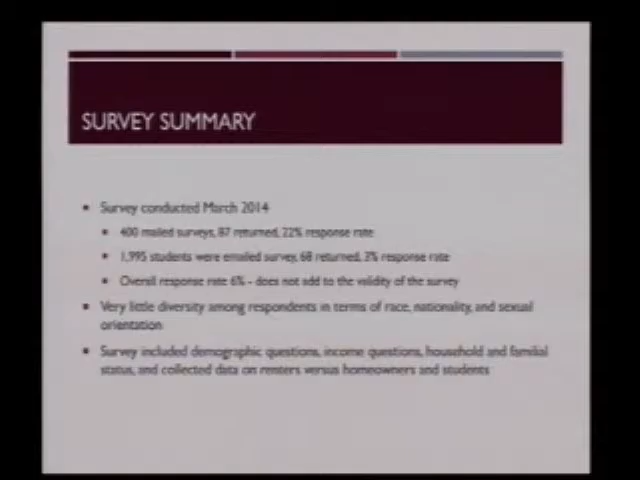 SURVEY SUMMARY
Survey conducted March 2014
400 mailed surveys, 87 returned, 22% response rate
1,995 students were emailed survey, 68 returned, 3% response rate
Overall response rate 6% - does not add to the validity of the survey
Very little diversity among respondents in terms of race, nationality, and sexual
orientation
Survey included demographic questions, income questions, household and familial
status, and collected data on renters versus homeowners and students